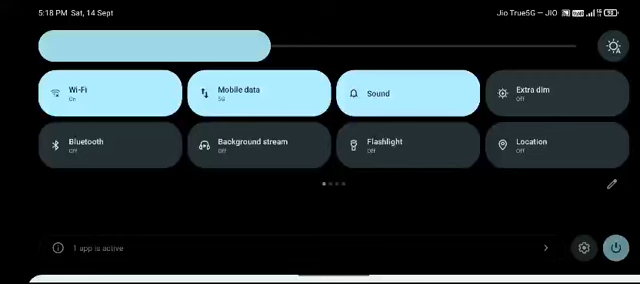 5:18 PM Sat, 14 Sept
Jio True5G — JIO
Wi-Fi
On
Mobile data
5G
Sound
Extra dim
Off
Bluetooth
Off
Background stream
Off
Flashlight
Off
Location
Off
1 app is active